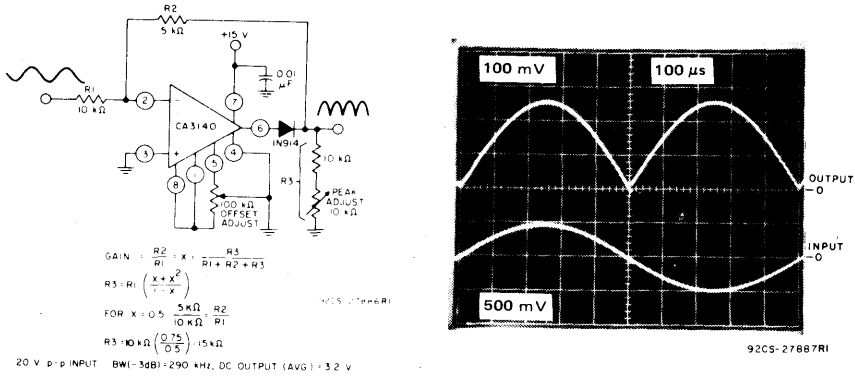 R2
5 kΩ
+15 V
0.01
μF
R1
10 kΩ
2
7
CA3140
6
3
4
5
8
1N914
10 kΩ
R3
PEAK
ADJUST
10 kΩ
100 kΩ
OFFSET
ADJUST
GAIN = R2/R1 = X = R3/(R1 + R2 + R3)
R3 = R1 (
X + X²
X
)
FOR X = 0.5
5 KΩ/10 KΩ = R2/R1
R3 = 10 KΩ (0.75/0.5) = 15 KΩ
20 V p-p INPUT BW(-3dB) = 290 kHz, DC OUTPUT (AVG) = 3.2 V
100 mV
100 μs
OUTPUT
0
INPUT
0
500 mV
92CS-27887RI